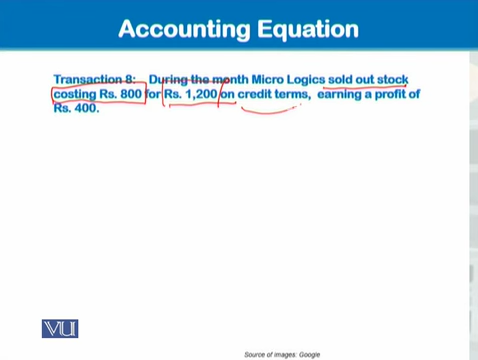 Accounting Equation
Transaction 8: During the month Micro Logics sold out stock
costing Rs. 800 for Rs. 1,200 on credit terms, earning a profit of
Rs. 400.
VU
Source of images: Google